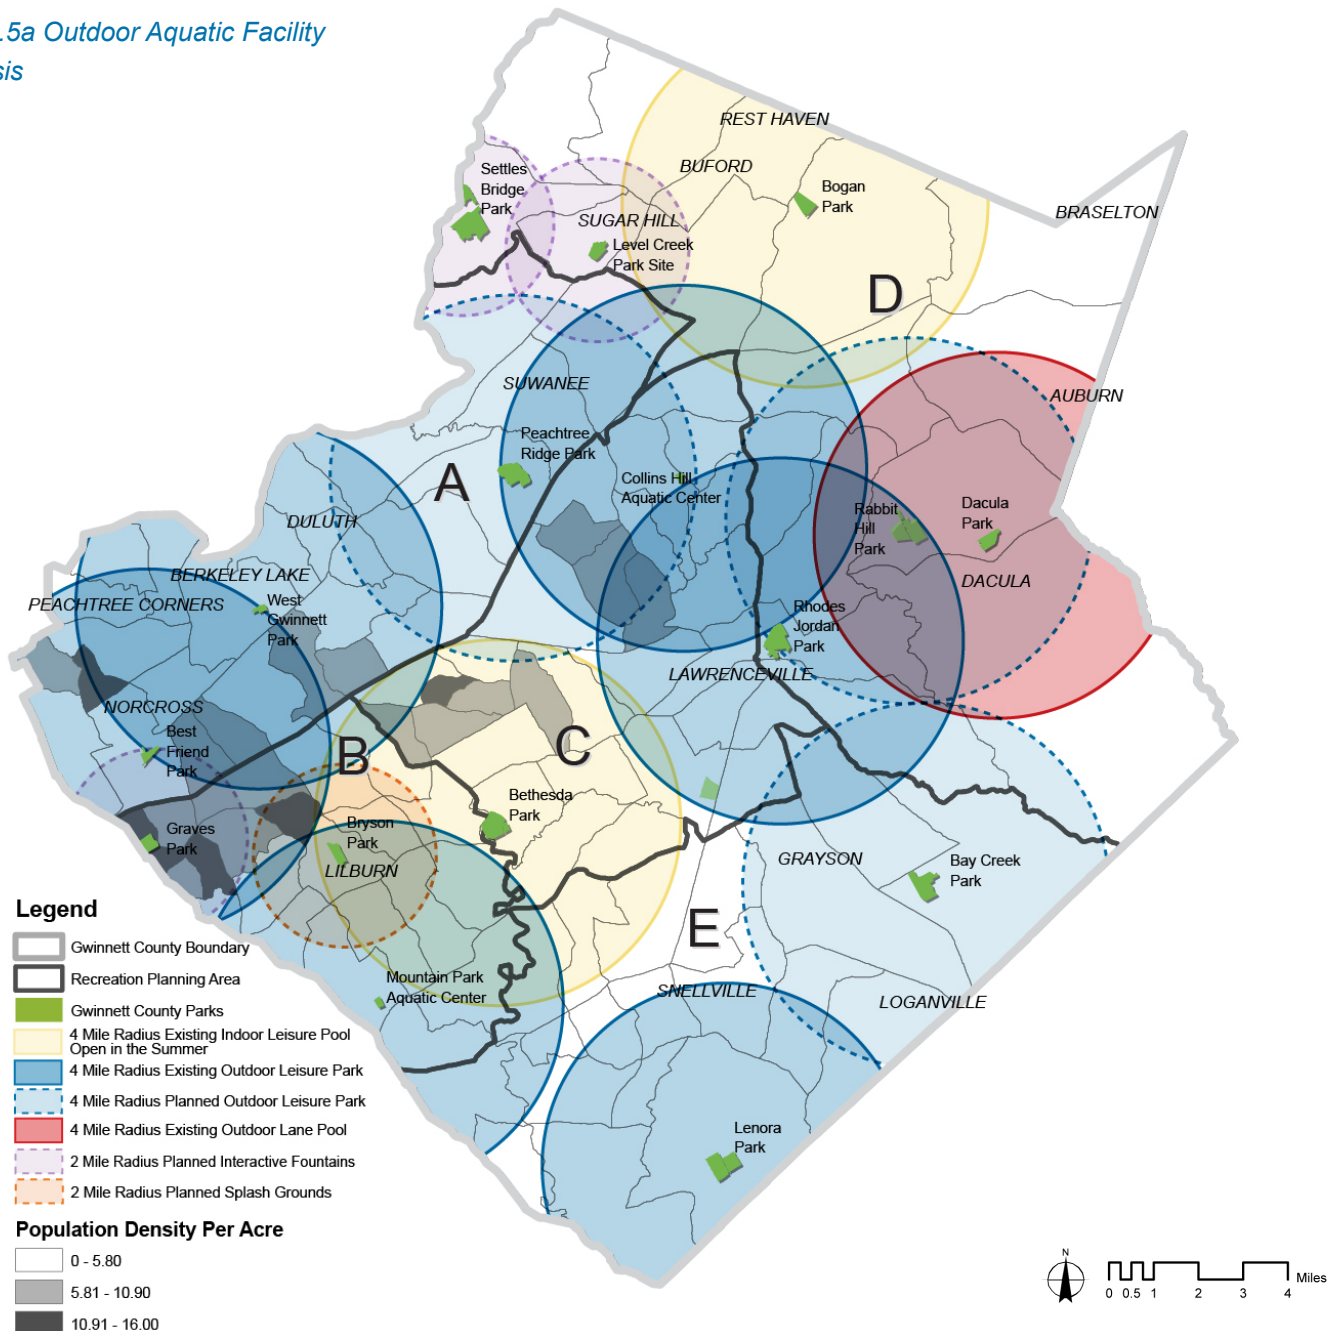 .5a Outdoor Aquatic Facility
sis
REST HAVEN
BUFORD
Settles
Bridge
Park
Bogan
Park
BRASELTON
SUGAR HILL
Level Creek
Park Site
D
SUWANEE
AUBURN
Peachtree
Ridge Park
A
Collins Hill
Aquatic Center
Rabbit
Hill
Park
Dacula
Park
DULUTH
DACULA
BERKELEY LAKE
PEACHTREE CORNERS
West
Gwinnett
Park
Rhodes
Jordan
Park
LAWRENCEVILLE
NORCROSS
Best
Friend
Park
B
C
Bethesda
Park
Graves
Park
Bryson
Park
LILBURN
GRAYSON
Bay Creek
Park
E
Mountain Park
Aquatic Center
SNELLVILLE
LOGANVILLE
Lenora
Park
Legend
Gwinnett County Boundary
Recreation Planning Area
Gwinnett County Parks
4 Mile Radius Existing Indoor Leisure Pool
Open in the Summer
4 Mile Radius Existing Outdoor Leisure Park
4 Mile Radius Planned Outdoor Leisure Park
4 Mile Radius Existing Outdoor Lane Pool
2 Mile Radius Planned Interactive Fountains
2 Mile Radius Planned Splash Grounds
Population Density Per Acre
0 - 5.80
5.81 - 10.90
10.91 - 16.00
N
Miles
0 0.5 1 2 3 4